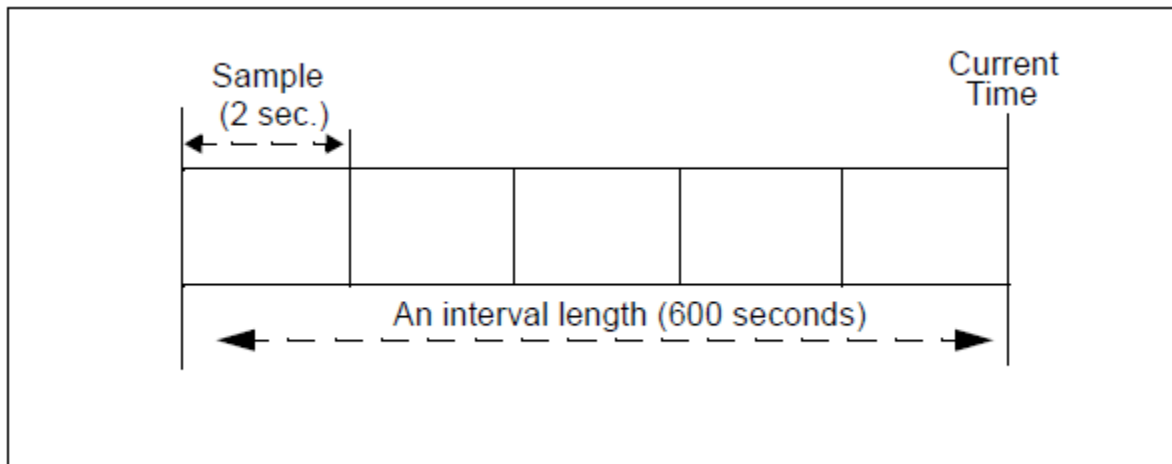 Sample
(2 sec.)
Current
Time
An interval length (600 seconds)